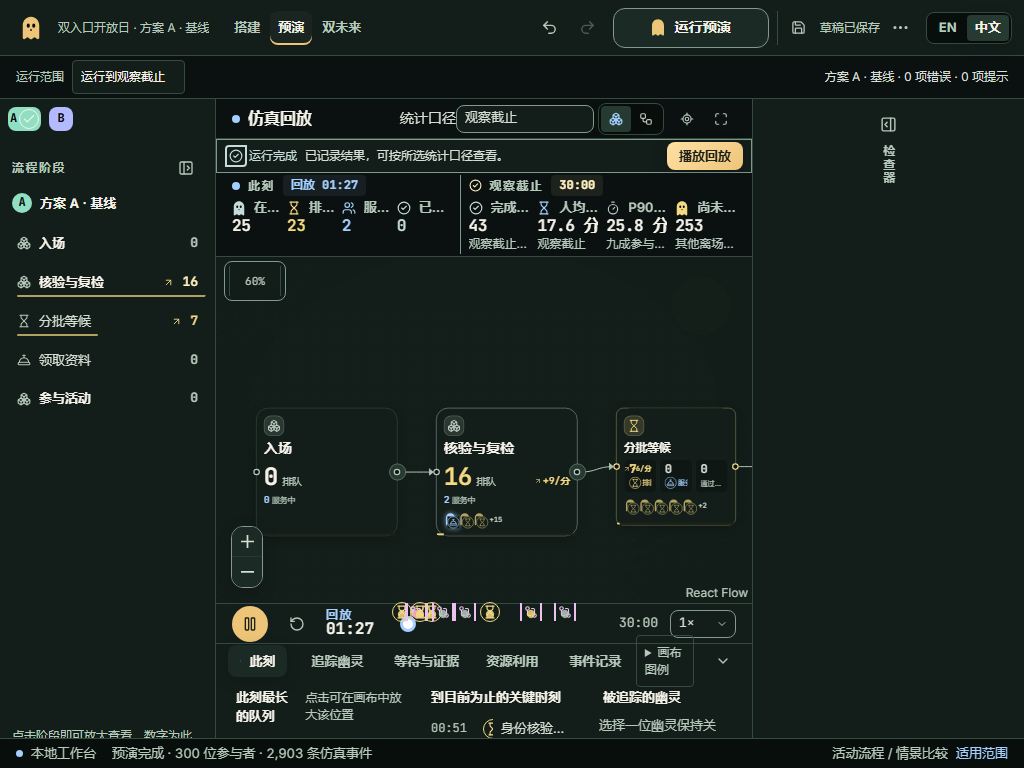 双入口开放日 · 方案 A · 基线
搭建
预演
双未来
运行预演
草稿已保存
EN
中文
运行范围
运行到观察截止
方案 A · 基线 · 0 项错误 · 0 项提示
A
B
流程阶段
A
方案 A · 基线
入场
0
核验与复检
16
分批等候
7
领取资料
0
参与活动
0
仿真回放
统计口径
观察截止
运行完成
已记录结果，可按所选统计口径查看。
播放回放
此刻
回放 01:27
在...
25
排...
23
服...
2
已...
0
观察截止
30:00
完成...
43
观察截止...
人均...
17.6 分
观察截止
P90...
25.8 分
九成参与...
尚未...
253
其他离场...
60%
入场
0 排队
0 服务中
核验与复检
16 排队
+9/分
2 服务中
+15
分批等候
0
0
通过...
+2
React Flow
检查器
回放
01:27
30:00
1×
此刻
追踪幽灵
等待与证据
资源利用
事件记录
画布
图例
此刻最长
的队列
点击可在画布中放
大该位置
到目前为止的关键时刻
00:51
身份核验...
被追踪的幽灵
选择一位幽灵保持关
点击阶段即可放大查看，数字为此
本地工作台
预演完成 · 300 位参与者 · 2,903 条仿真事件
活动流程 / 情景比较
适用范围